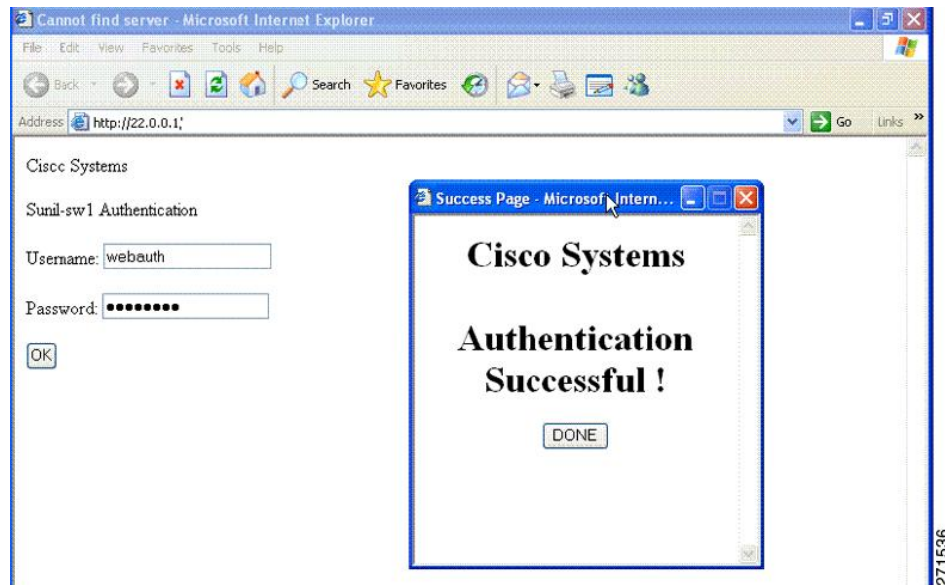 Cannot find server - Microsoft Internet Explorer
File Edit View Favorites Tools Help
Back Search Favorites
Address http://22.0.0.1,' Go Links »
Cisco Systems
Sunil-sw1 Authentication
Username: webauth
Password: ●●●●●●●●
OK
Success Page - Microsoft Intern...
Cisco Systems
Authentication
Successful !
DONE
271536